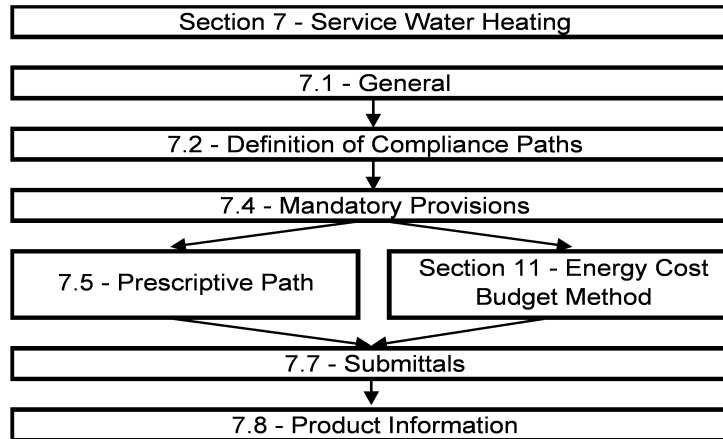 Section 7 - Service Water Heating
7.1 - General
7.2 - Definition of Compliance Paths
7.4 - Mandatory Provisions
7.5 - Prescriptive Path
Section 11 - Energy Cost
Budget Method
7.7 - Submittals
7.8 - Product Information